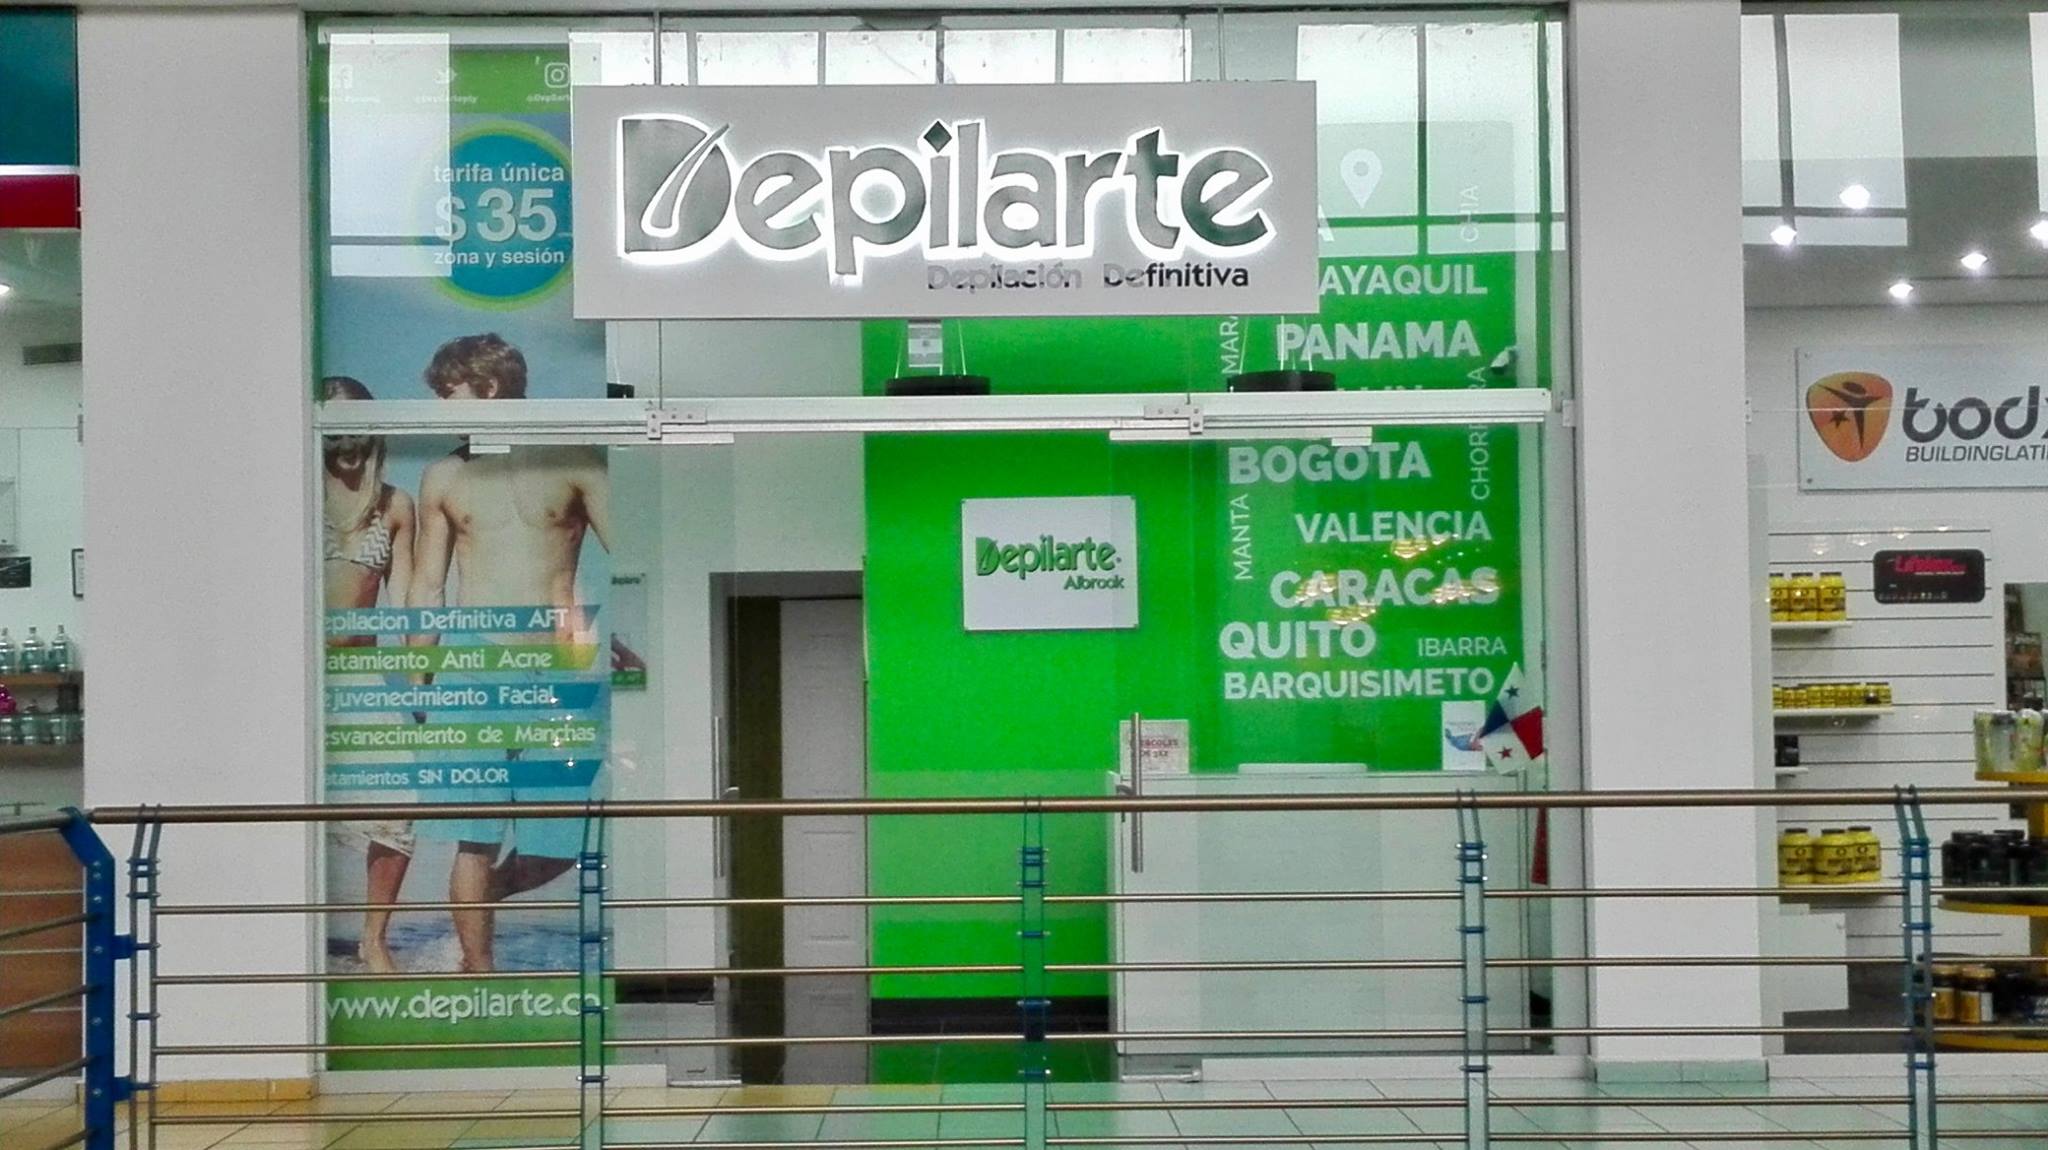 tarifa única
$35
zona y sesión
Depilarte
Depilación Definitiva
CHIA
AYAQUIL
PANAMA
BOGOTA
MANTA
VALENCIA
CARACAS
QUITO
IBARRA
BARQUISIMETO
Depilarte
Albrook
epilacion Definitiva AFT
atamiento Anti Acne
ejuvenecimiento Facial
esvanecimiento de Manchas
atamientos SIN DOLOR
www.depilarte.co
BUILDINGLATI